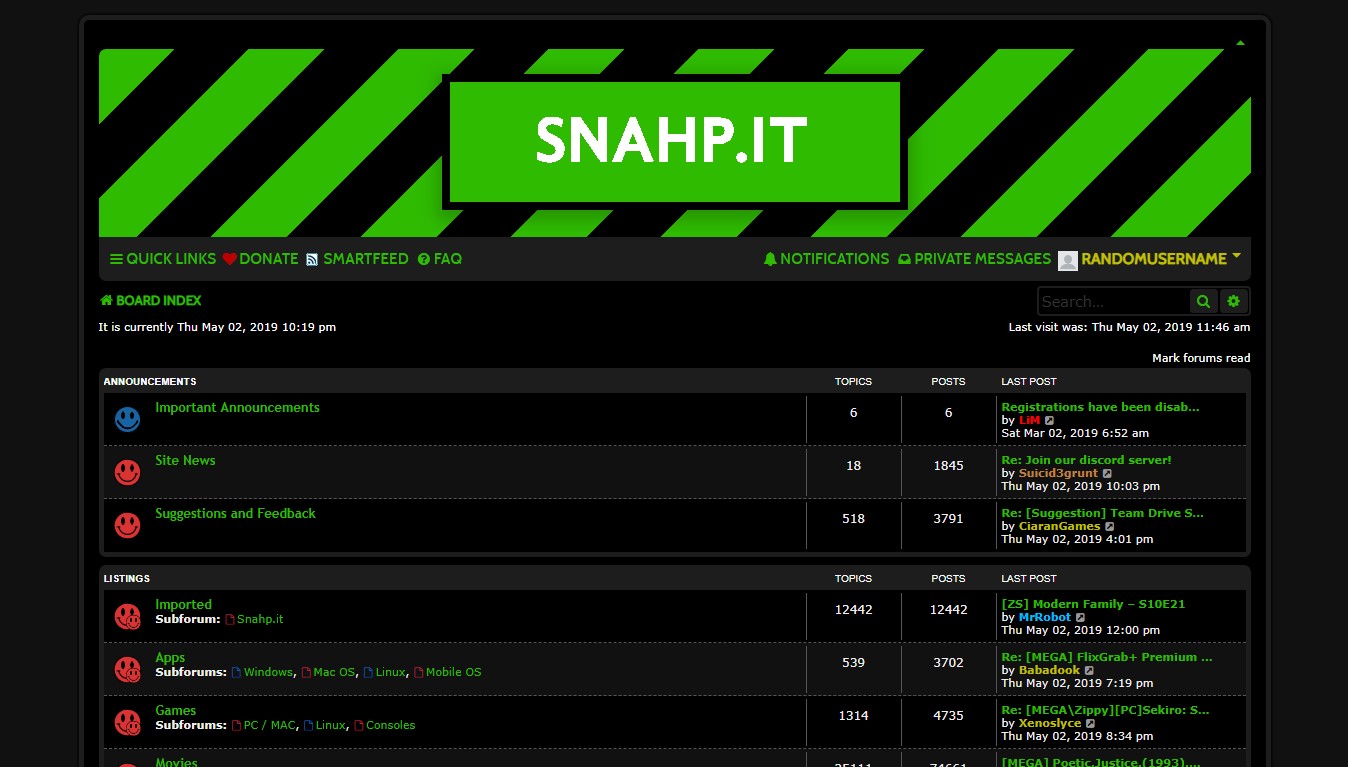 SNAHP.IT
QUICK LINKS DONATE SMARTFEED FAQ NOTIFICATIONS PRIVATE MESSAGES RANDOMUSERNAME
BOARD INDEX Search...
It is currently Thu May 02, 2019 10:19 pm Last visit was: Thu May 02, 2019 11:46 am
Mark forums read
ANNOUNCEMENTS TOPICS POSTS LAST POST
Important Announcements 6 6 Registrations have been disab...
by LiM
Sat Mar 02, 2019 6:52 am
Site News 18 1845 Re: Join our discord server!
by Suicid3grunt
Thu May 02, 2019 10:03 pm
Suggestions and Feedback 518 3791 Re: [Suggestion] Team Drive S...
by CiaranGames
Thu May 02, 2019 4:01 pm
LISTINGS TOPICS POSTS LAST POST
Imported 12442 12442 [ZS] Modern Family – S10E21
Subforum: Snahp.it by MrRobot
Thu May 02, 2019 12:00 pm
Apps 539 3702 Re: [MEGA] FlixGrab+ Premium ...
Subforums: Windows, Mac OS, Linux, Mobile OS by Babadook
Thu May 02, 2019 7:19 pm
Games 1314 4735 Re: [MEGA\Zippy][PC]Sekiro: S...
Subforums: PC / MAC, Linux, Consoles by Xenoslyce
Thu May 02, 2019 8:34 pm
Movies 25111 74661 [MEGA] Poetic.Justice.(1993)....